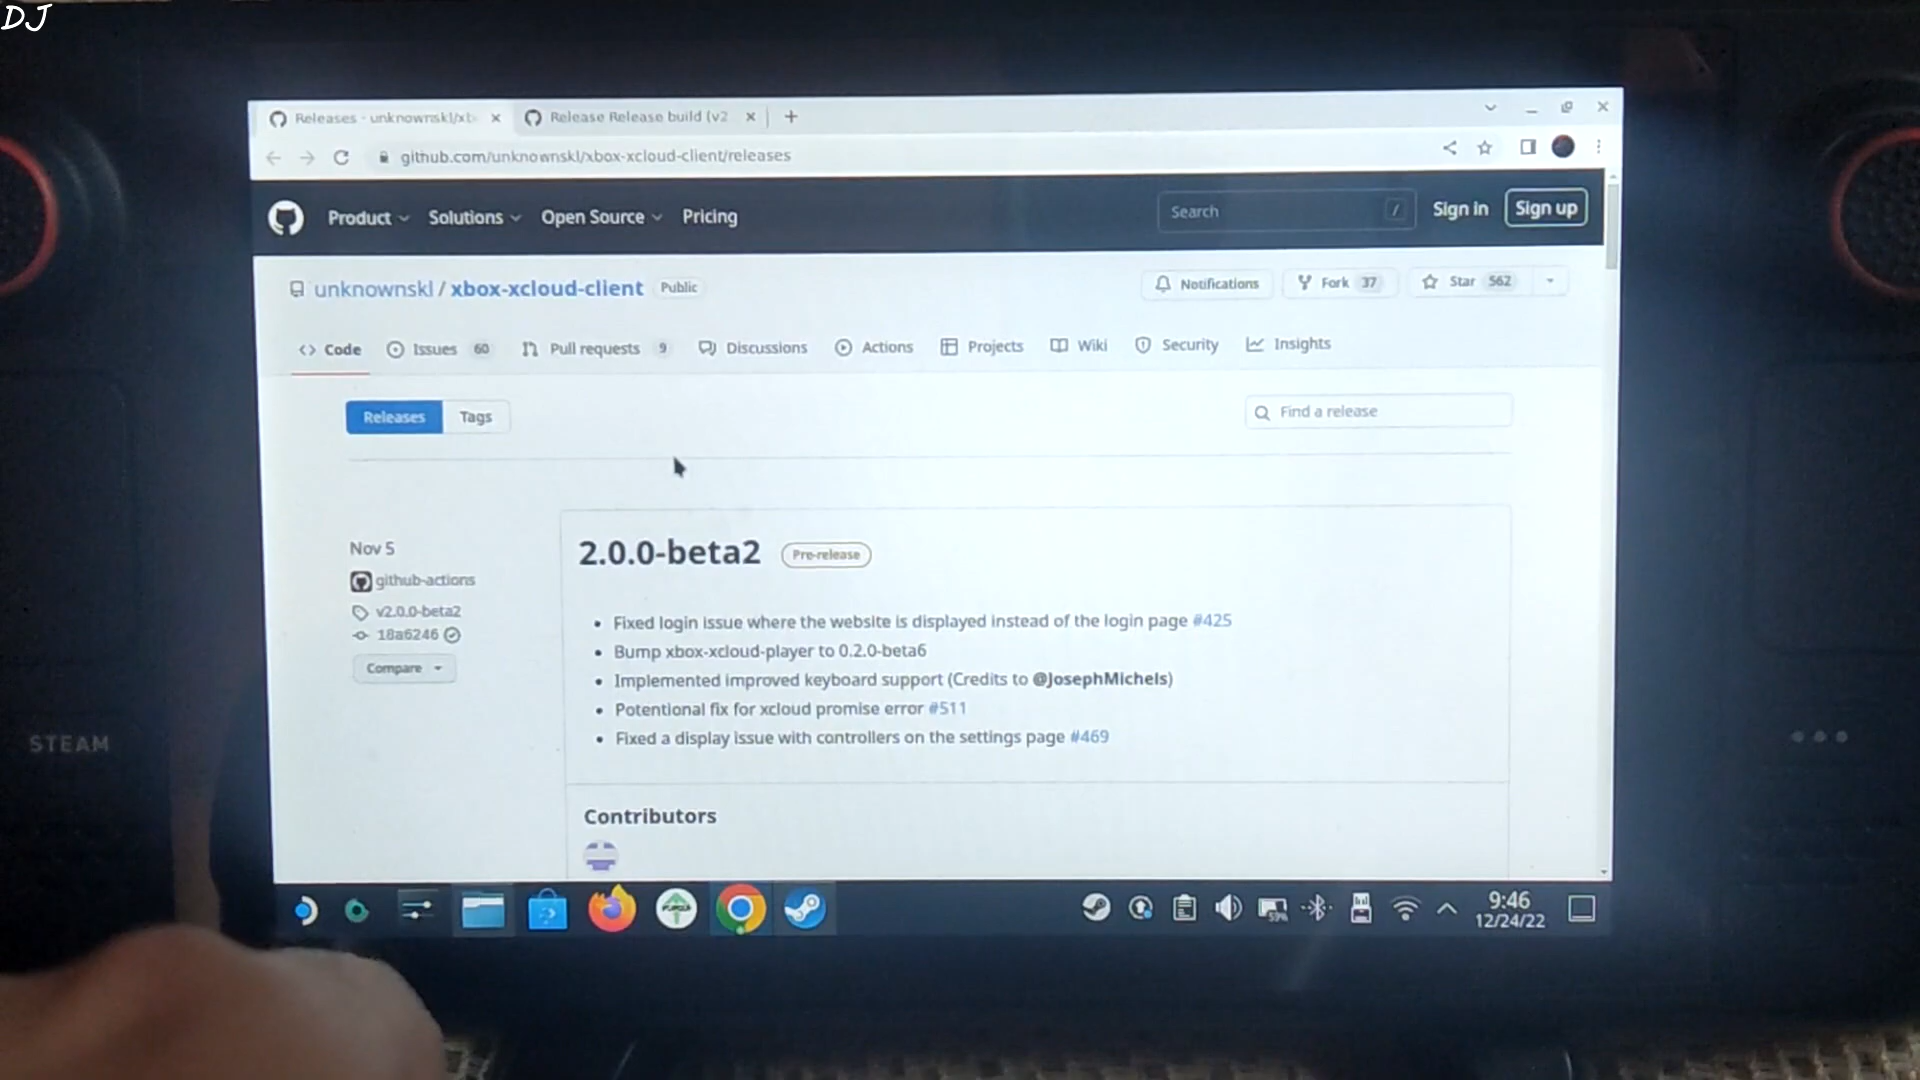 DJ
Releases - unknownskl/xb
Release Release build (v2
github.com/unknownskl/xbox-xcloud-client/releases
Product
Solutions
Open Source
Pricing
Search /
Sign in
Sign up
unknownskl / xbox-xcloud-client Public
Notifications
Fork 37
Star 562
Code
Issues 60
Pull requests 9
Discussions
Actions
Projects
Wiki
Security
Insights
Releases
Tags
Find a release
Nov 5
github-actions
v2.0.0-beta2
18a6246
Compare
2.0.0-beta2 Pre-release
Fixed login issue where the website is displayed instead of the login page #425
Bump xbox-xcloud-player to 0.2.0-beta6
Implemented improved keyboard support (Credits to @JosephMichels)
Potentional fix for xcloud promise error #511
Fixed a display issue with controllers on the settings page #469
Contributors
STEAM
59%
9:46
12/24/22